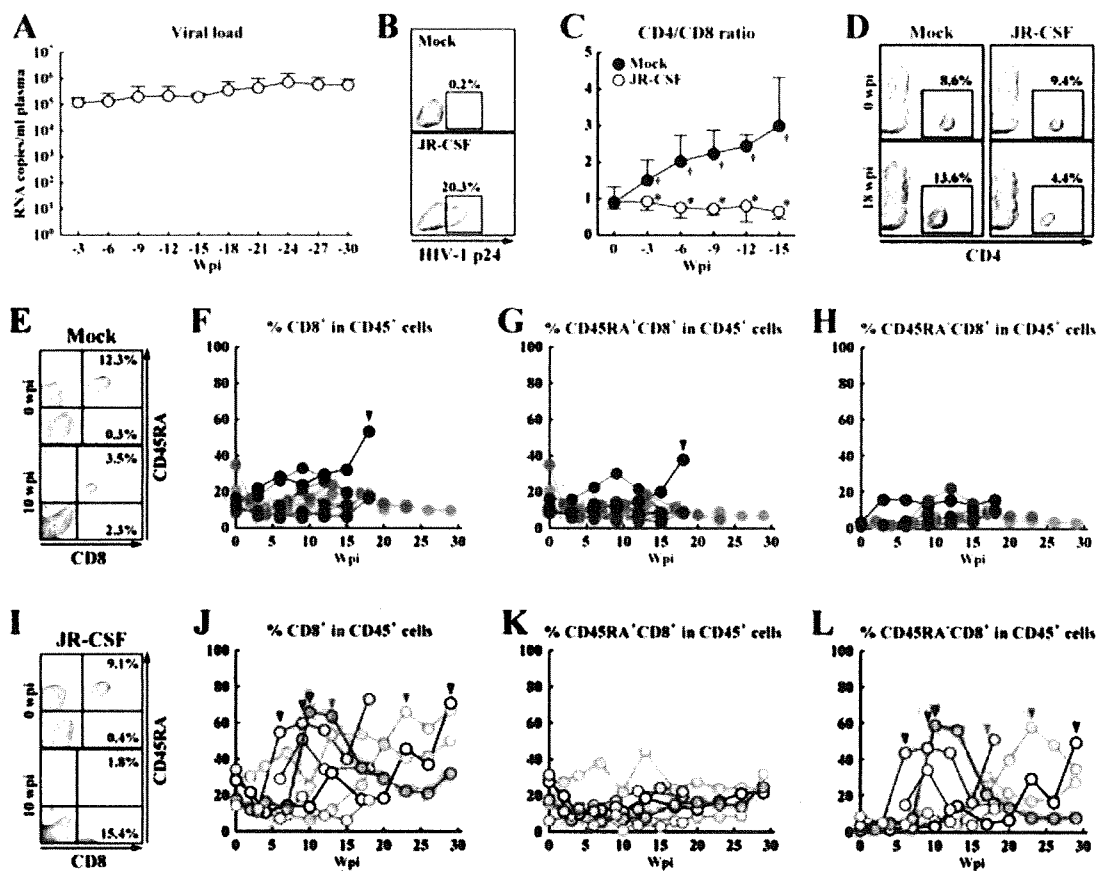 A
Viral load
RNA copies/ml plasma
10⁷
10⁶
10⁵
10⁴
10³
10²
10¹
10⁰
-3 -6 -9 -12 -15 -18 -21 -24 -27 -30
Wpi
B
Mock
0.2%
JR-CSF
20.3%
HIV-1 p24
C
CD4/CD8 ratio
Mock
JR-CSF
5
4
3
2
1
0
† † † † †
* * * * *
0 -3 -6 -9 -12 -15
Wpi
D
Mock JR-CSF
0 wpi
8.6% 9.4%
18 wpi
13.6% 4.4%
CD4
E
Mock
0 wpi
12.3%
0.3%
10 wpi
3.5%
2.3%
CD45RA
CD8
F
% CD8⁺ in CD45⁺ cells
100
80
60
40
20
0
0 5 10 15 20 25 30
Wpi
G
% CD45RA⁺CD8⁺ in CD45⁺ cells
100
80
60
40
20
0
0 5 10 15 20 25 30
Wpi
H
% CD45RA⁻CD8⁺ in CD45⁺ cells
100
80
60
40
20
0
0 5 10 15 20 25 30
Wpi
I
JR-CSF
0 wpi
9.1%
0.4%
10 wpi
1.8%
15.4%
CD45RA
CD8
J
% CD8⁺ in CD45⁺ cells
100
80
60
40
20
0
0 5 10 15 20 25 30
Wpi
K
% CD45RA⁺CD8⁺ in CD45⁺ cells
100
80
60
40
20
0
0 5 10 15 20 25 30
Wpi
L
% CD45RA⁻CD8⁺ in CD45⁺ cells
100
80
60
40
20
0
0 5 10 15 20 25 30
Wpi